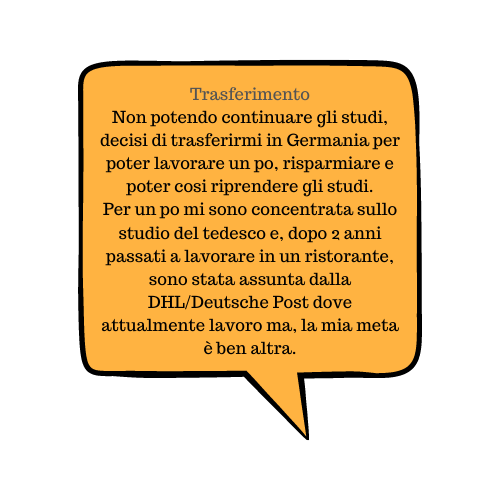 Trasferimento
Non potendo continuare gli studi,
decisi di trasferirmi in Germania per
poter lavorare un po, risparmiare e
poter cosi riprendere gli studi.
Per un po mi sono concentrata sullo
studio del tedesco e, dopo 2 anni
passati a lavorare in un ristorante,
sono stata assunta dalla
DHL/Deutsche Post dove
attualmente lavoro ma, la mia meta
è ben altra.